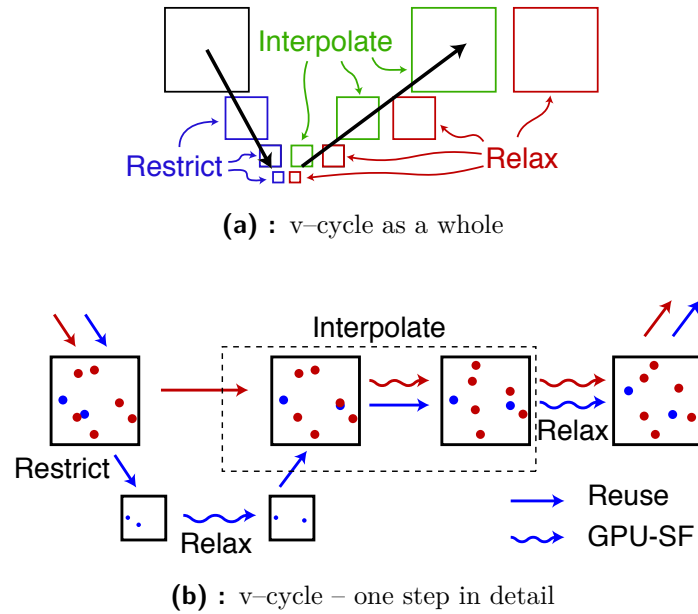 Interpolate
Restrict
Relax
(a) : v–cycle as a whole
Interpolate
Restrict
Relax
Relax
Reuse
GPU-SF
(b) : v–cycle – one step in detail